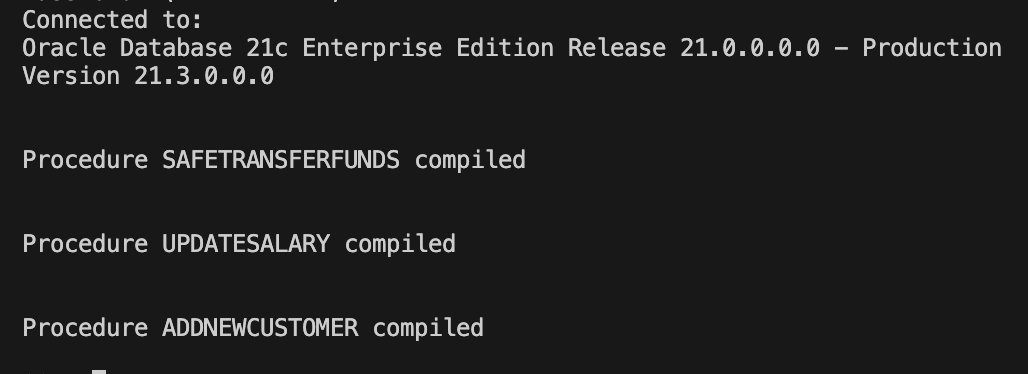 Connected to:
Oracle Database 21c Enterprise Edition Release 21.0.0.0.0 – Production
Version 21.3.0.0.0
Procedure SAFETRANSFERFUNDS compiled
Procedure UPDATESALARY compiled
Procedure ADDNEWCUSTOMER compiled